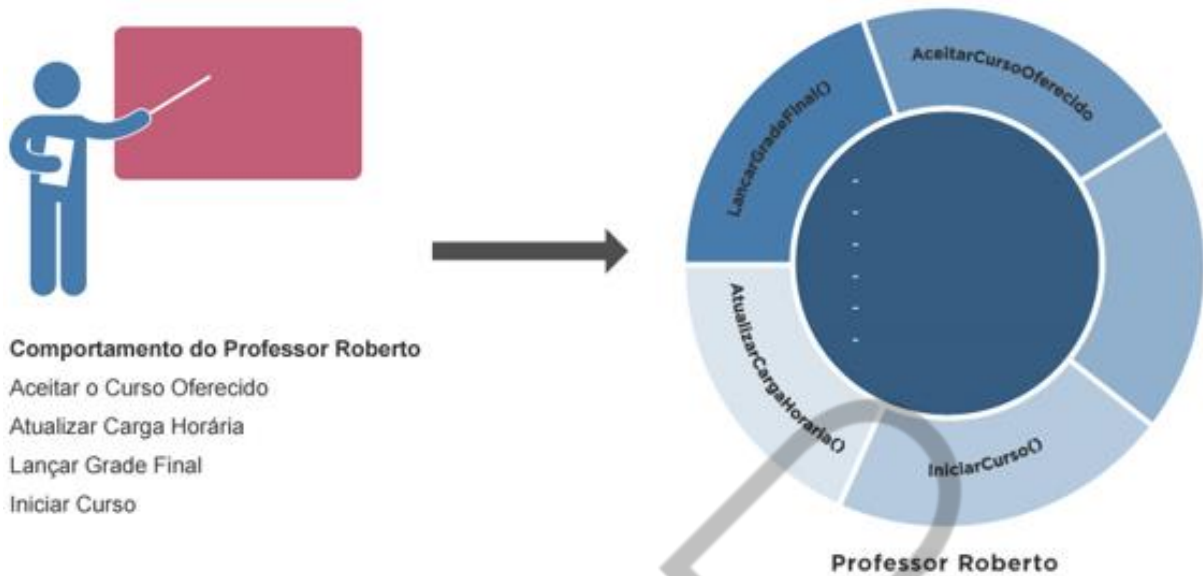 Comportamento do Professor Roberto
Aceitar o Curso Oferecido
Atualizar Carga Horária
Lançar Grade Final
Iniciar Curso
LancarGradeFinal()
AceitarCursoOferecido
AtualizarCargaHoraria()
IniciarCurso()
Professor Roberto